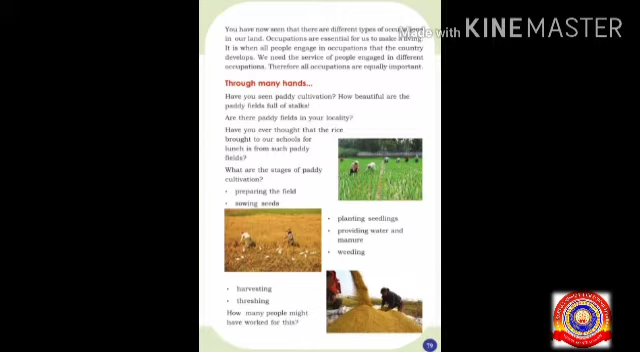 You have now seen that there are different types of
in our land. Occupations are essential for us to make a living.
It is when all people engage in occupations that the country
develops. We need the service of people engaged in different
occupations. Therefore all occupations are equally important.
Made with KINEMASTER
Through many hands...
Have you seen paddy cultivation? How beautiful are the
paddy fields full of stalks!
Are there paddy fields in your locality?
Have you ever thought that the rice
brought to our schools for
lunch is from such paddy
fields?
What are the stages of paddy
cultivation?
• preparing the field
• sowing seeds
• planting seedlings
• providing water and
manure
• weeding
• harvesting
• threshing
How many people might
have worked for this?
79